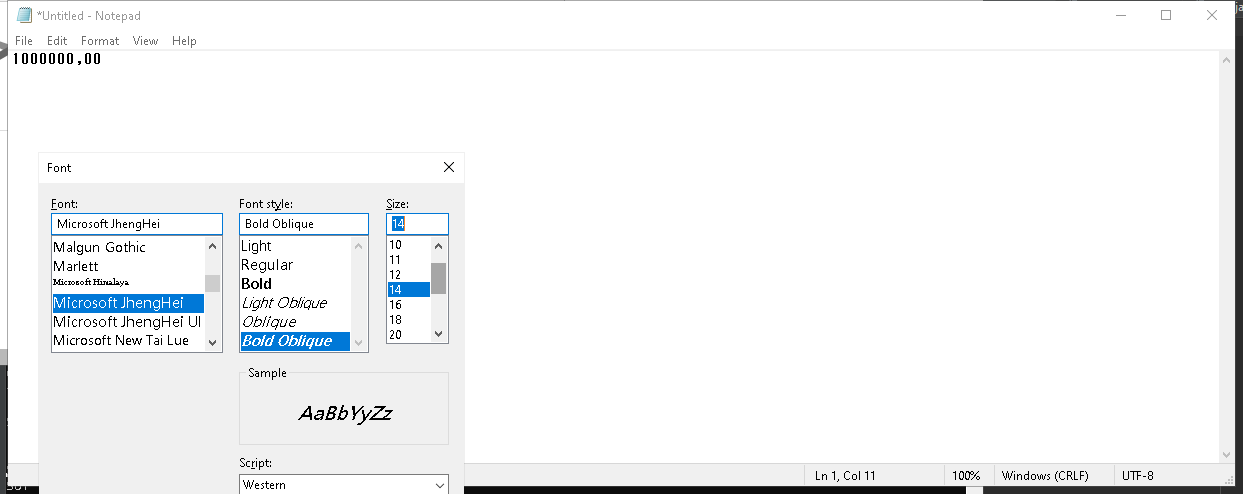 *Untitled - Notepad
File Edit Format View Help
1000000,00
Font
Font: Font style: Size:
Microsoft JhengHei Bold Oblique 14
Malgun Gothic Light 10
Marlett Regular 11
Microsoft Himalaya Bold 12
Microsoft JhengHei Light Oblique 14
Microsoft JhengHei UI Oblique 16
Microsoft New Tai Lue Bold Oblique 18
20
Sample
AaBbYyZz
Script:
Western
Ln 1, Col 11 100% Windows (CRLF) UTF-8